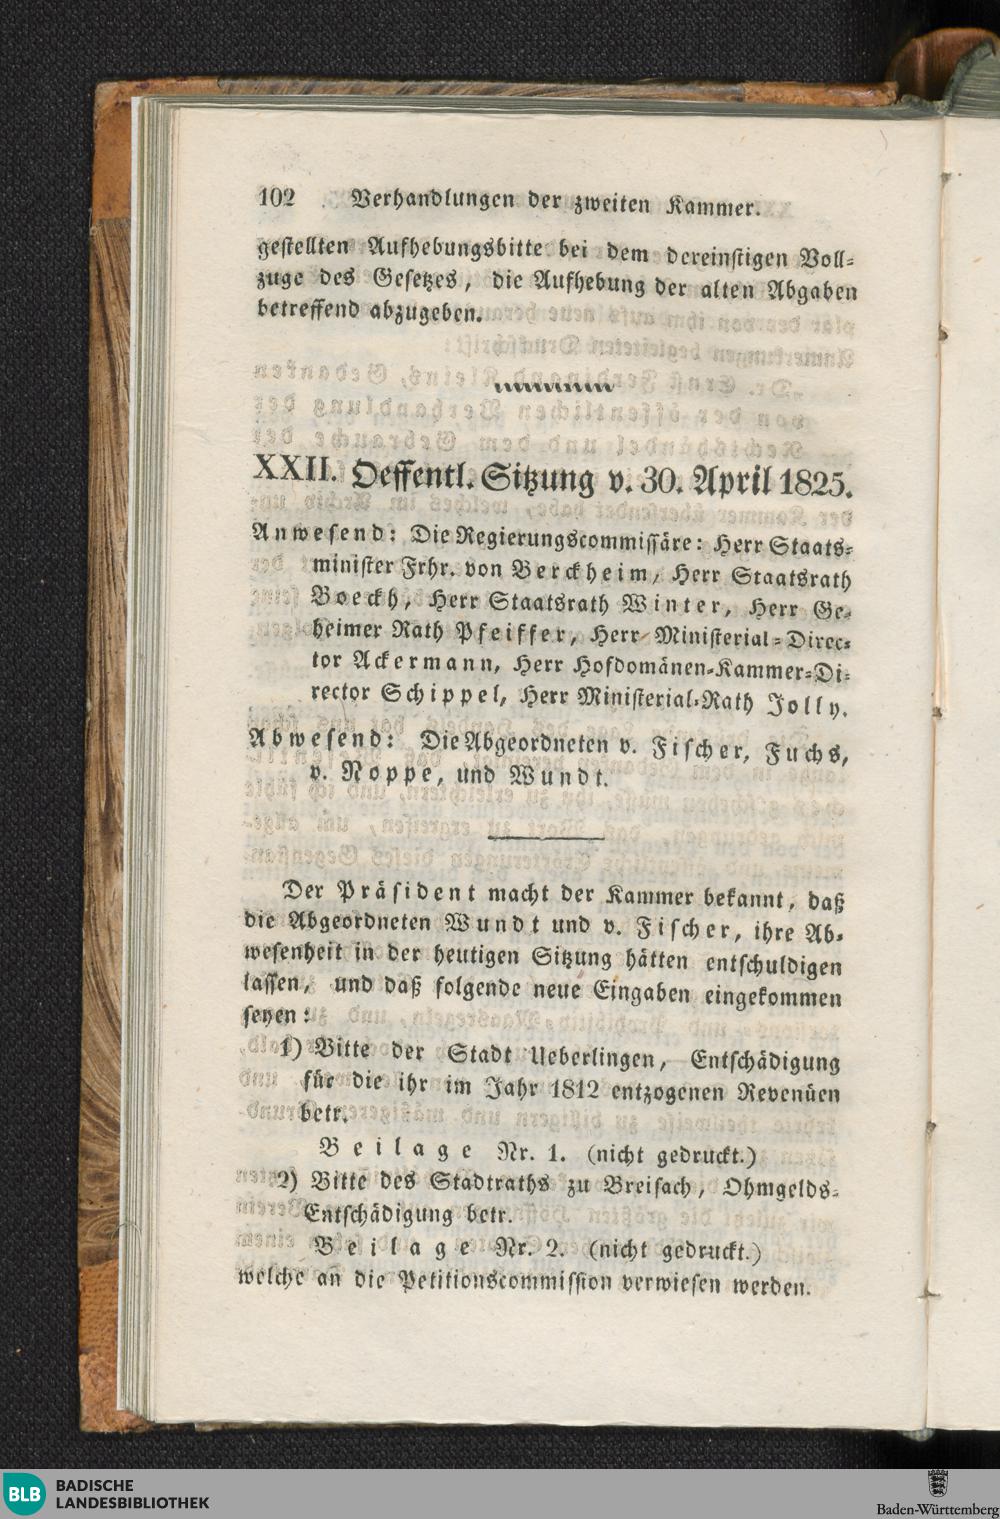 102 Verhandlungen der zweiten Kammer.
gestellten Aufhebungsbitte bei dem dereinstigen Voll-
zuge des Gesetzes, die Aufhebung der alten Abgaben
betreffend abzugeben.
XXII. Oeffentl. Sitzung v. 30. April 1825.
Anwesend: Die Regierungscommissäre: Herr Staats-
minister Frhr. von Berckheim, Herr Staatsrath
Boeckh, Herr Staatsrath Winter, Herr Ge-
heimer Rath Pfeiffer, Herr Ministerial-Direc-
tor Ackermann, Herr Hofdomänen-Kammer-Di-
rector Schippel, Herr Ministerial-Rath Jolly.
Abwesend: Die Abgeordneten v. Fischer, Fuchs,
v. Noppe, und Wundt.
Der Präsident macht der Kammer bekannt, daß
die Abgeordneten Wundt und v. Fischer, ihre Ab-
wesenheit in der heutigen Sitzung hätten entschuldigen
lassen, und daß folgende neue Eingaben eingekommen
seyen:
1) Bitte der Stadt Ueberlingen, Entschädigung
für die ihr im Jahr 1812 entzogenen Revenüen
betr.
Beilage Nr. 1. (nicht gedruckt.)
2) Bitte des Stadtraths zu Breisach, Ohmgelds-
Entschädigung betr.
Beilage Nr. 2. (nicht gedruckt.)
welche an die Petitionscommission verwiesen werden.
BLB BADISCHE
LANDESBIBLIOTHEK
Baden-Württemberg